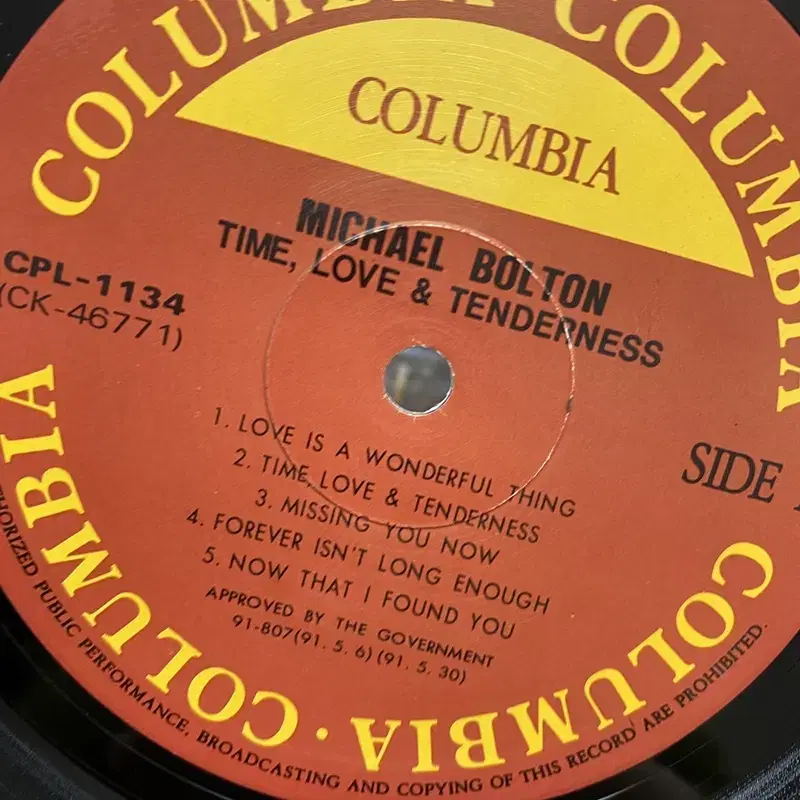 COLUMBIA COLUMBIA
COLUMBIA
MICHAEL BOLTON
TIME, LOVE & TENDERNESS
CPL-1134
(CK-46771)
SIDE
1. LOVE IS A WONDERFUL THING
2. TIME, LOVE & TENDERNESS
3. MISSING YOU NOW
4. FOREVER ISN'T LONG ENOUGH
5. NOW THAT I FOUND YOU
APPROVED BY THE GOVERNMENT
91-807(91. 5. 6)(91. 5. 30)
COLUMBIA · COLUMBIA
PUBLIC PERFORMANCE, BROADCASTING AND COPYING OF THIS RECORD ARE PROHIBITED.